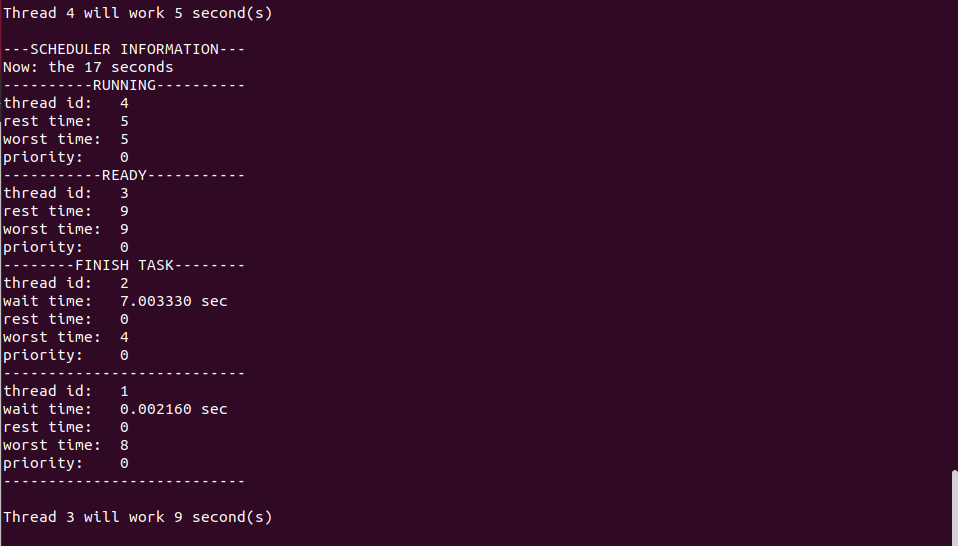 Thread 4 will work 5 second(s)

---SCHEDULER INFORMATION---
Now: the 17 seconds
----------RUNNING----------
thread id:   4
rest time:   5
worst time:  5
priority:    0
-----------READY-----------
thread id:   3
rest time:   9
worst time:  9
priority:    0
--------FINISH TASK--------
thread id:   2
wait time:   7.003330 sec
rest time:   0
worst time:  4
priority:    0
---------------------------
thread id:   1
wait time:   0.002160 sec
rest time:   0
worst time:  8
priority:    0
---------------------------

Thread 3 will work 9 second(s)